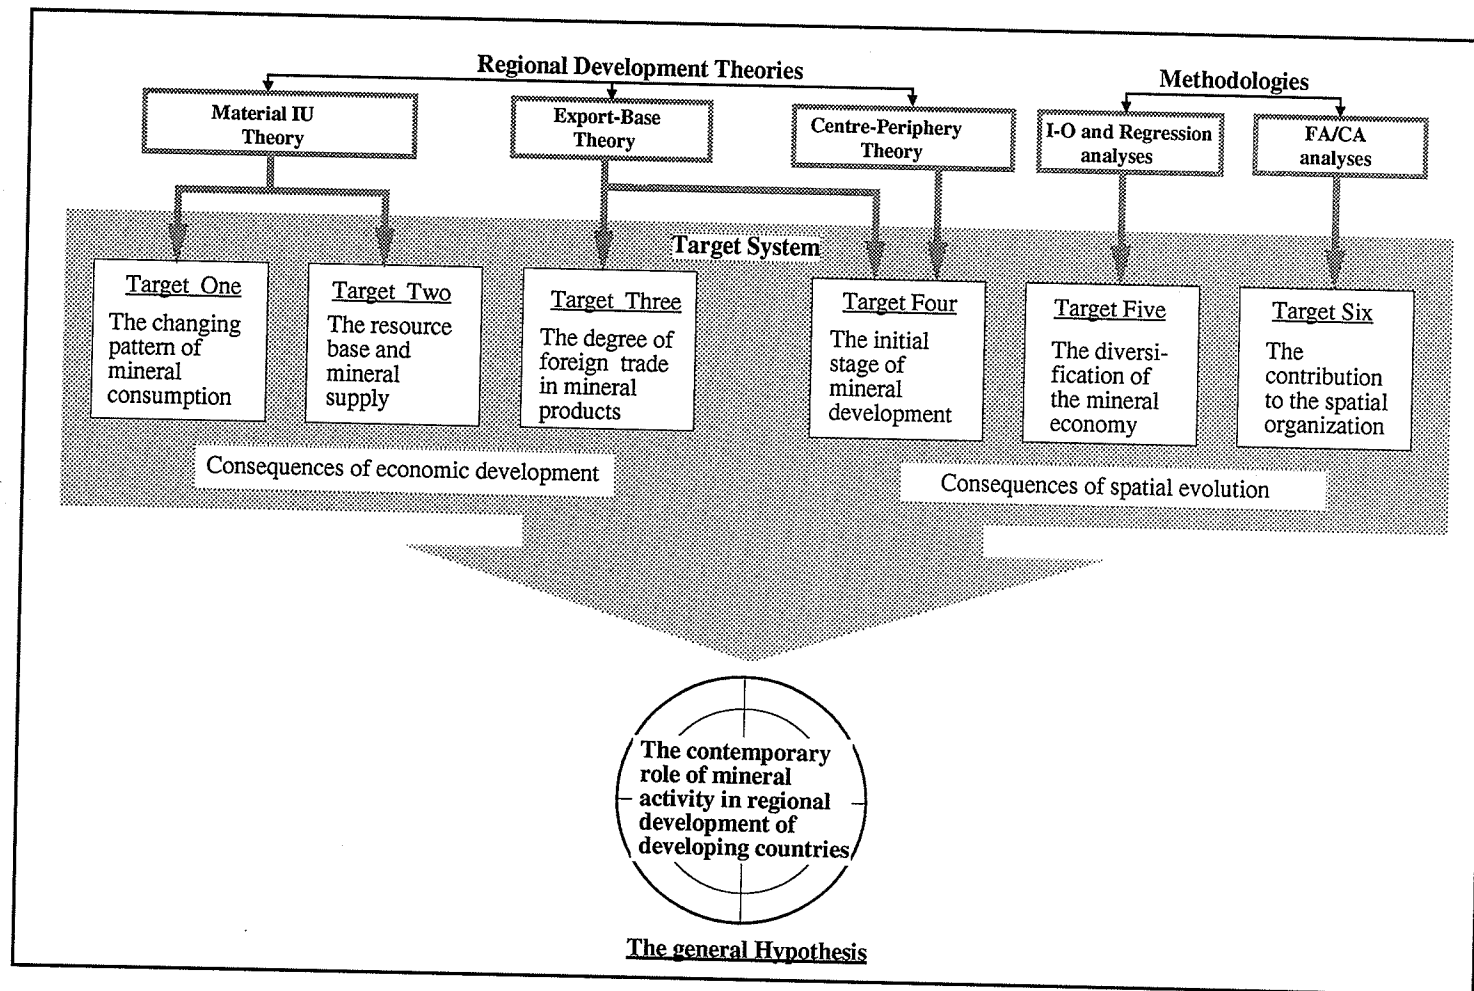 Regional Development Theories
Methodologies
Material IU
Theory
Export-Base
Theory
Centre-Periphery
Theory
I-O and Regression
analyses
FA/CA
analyses
Target System
Target One
The changing
pattern of
mineral
consumption
Target Two
The resource
base and
mineral
supply
Target Three
The degree of
foreign trade
in mineral
products
Target Four
The initial
stage of
mineral
development
Target Five
The diversi-
fication of
the mineral
economy
Target Six
The
contribution
to the spatial
organization
Consequences of economic development
Consequences of spatial evolution
The contemporary
role of mineral
activity in regional
development of
developing countries
The general Hypothesis